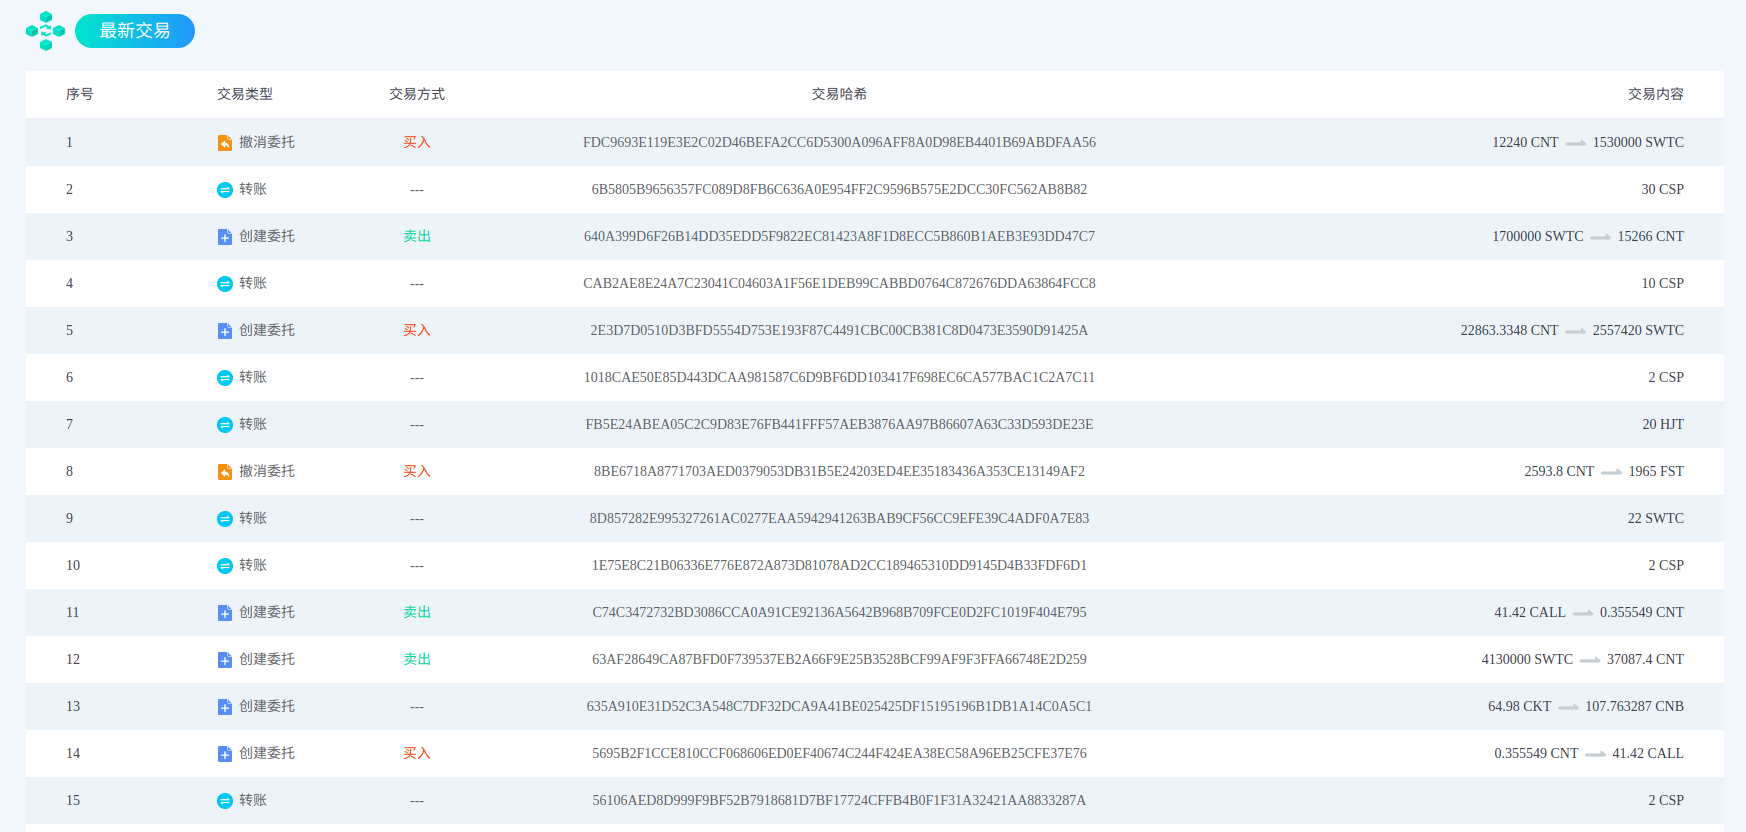 最新交易
序号 交易类型 交易方式 交易哈希 交易内容
1 撤消委托 买入 FDC9693E119E3E2C02D46BEFA2CC6D5300A096AFF8A0D98EB4401B69ABDFAA56 12240 CNT 1530000 SWTC
2 转账 --- 6B5805B9656357FC089D8FB6C636A0E954FF2C9596B575E2DCC30FC562AB8B82 30 CSP
3 创建委托 卖出 640A399D6F26B14DD35EDD5F9822EC81423A8F1D8ECC5B860B1AEB3E93DD47C7 1700000 SWTC 15266 CNT
4 转账 --- CAB2AE8E24A7C23041C04603A1F56E1DEB99CABBD0764C872676DDA63864FCC8 10 CSP
5 创建委托 买入 2E3D7D0510D3BFD5554D753E193F87C4491CBC00CB381C8D0473E3590D91425A 22863.3348 CNT 2557420 SWTC
6 转账 --- 1018CAE50E85D443DCAA981587C6D9BF6DD103417F698EC6CA577BAC1C2A7C11 2 CSP
7 转账 --- FB5E24ABEA05C2C9D83E76FB441FFF57AEB3876AA97B86607A63C33D593DE23E 20 HJT
8 撤消委托 买入 8BE6718A8771703AED0379053DB31B5E24203ED4EE35183436A353CE13149AF2 2593.8 CNT 1965 FST
9 转账 --- 8D857282E995327261AC0277EAA5942941263BAB9CF56CC9EFE39C4ADF0A7E83 22 SWTC
10 转账 --- 1E75E8C21B06336E776E872A873D81078AD2CC189465310DD9145D4B33FDF6D1 2 CSP
11 创建委托 卖出 C74C3472732BD3086CCA0A91CE92136A5642B968B709FCE0D2FC1019F404E795 41.42 CALL 0.355549 CNT
12 创建委托 卖出 63AF28649CA87BFD0F739537EB2A66F9E25B3528BCF99AF9F3FFA66748E2D259 4130000 SWTC 37087.4 CNT
13 创建委托 --- 635A910E31D52C3A548C7DF32DCA9A41BE025425DF15195196B1DB1A14C0A5C1 64.98 CKT 107.763287 CNB
14 创建委托 买入 5695B2F1CCE810CCF068606ED0EF40674C244F424EA38EC58A96EB25CFE37E76 0.355549 CNT 41.42 CALL
15 转账 --- 56106AED8D999F9BF52B7918681D7BF17724CFFB4B0F1F31A32421AA8833287A 2 CSP